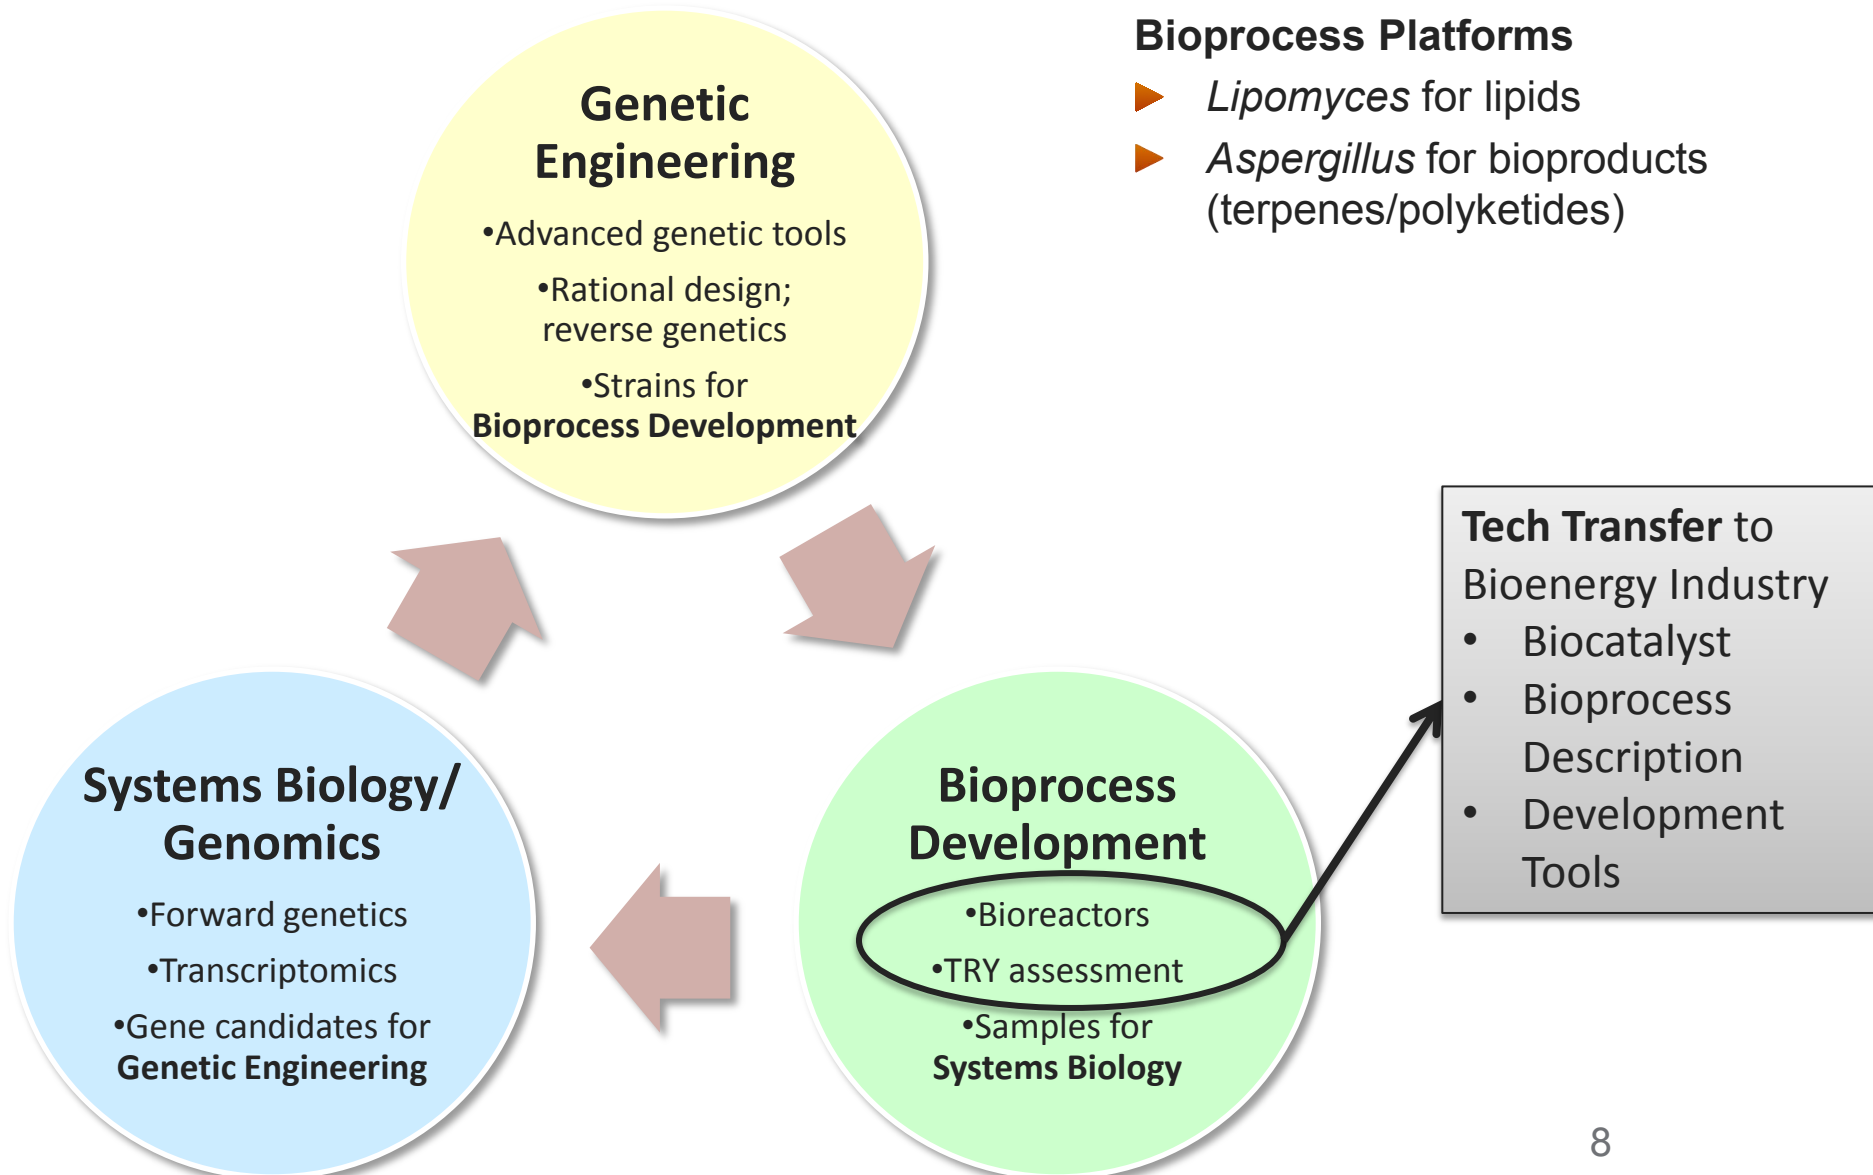 Bioprocess Platforms
Lipomyces for lipids
Aspergillus for bioproducts
(terpenes/polyketides)
Genetic
Engineering
•Advanced genetic tools
•Rational design;
reverse genetics
•Strains for
Bioprocess Development
Tech Transfer to
Bioenergy Industry
• Biocatalyst
• Bioprocess
Description
• Development
Tools
Systems Biology/
Genomics
•Forward genetics
•Transcriptomics
•Gene candidates for
Genetic Engineering
Bioprocess
Development
•Bioreactors
•TRY assessment
•Samples for
Systems Biology
8